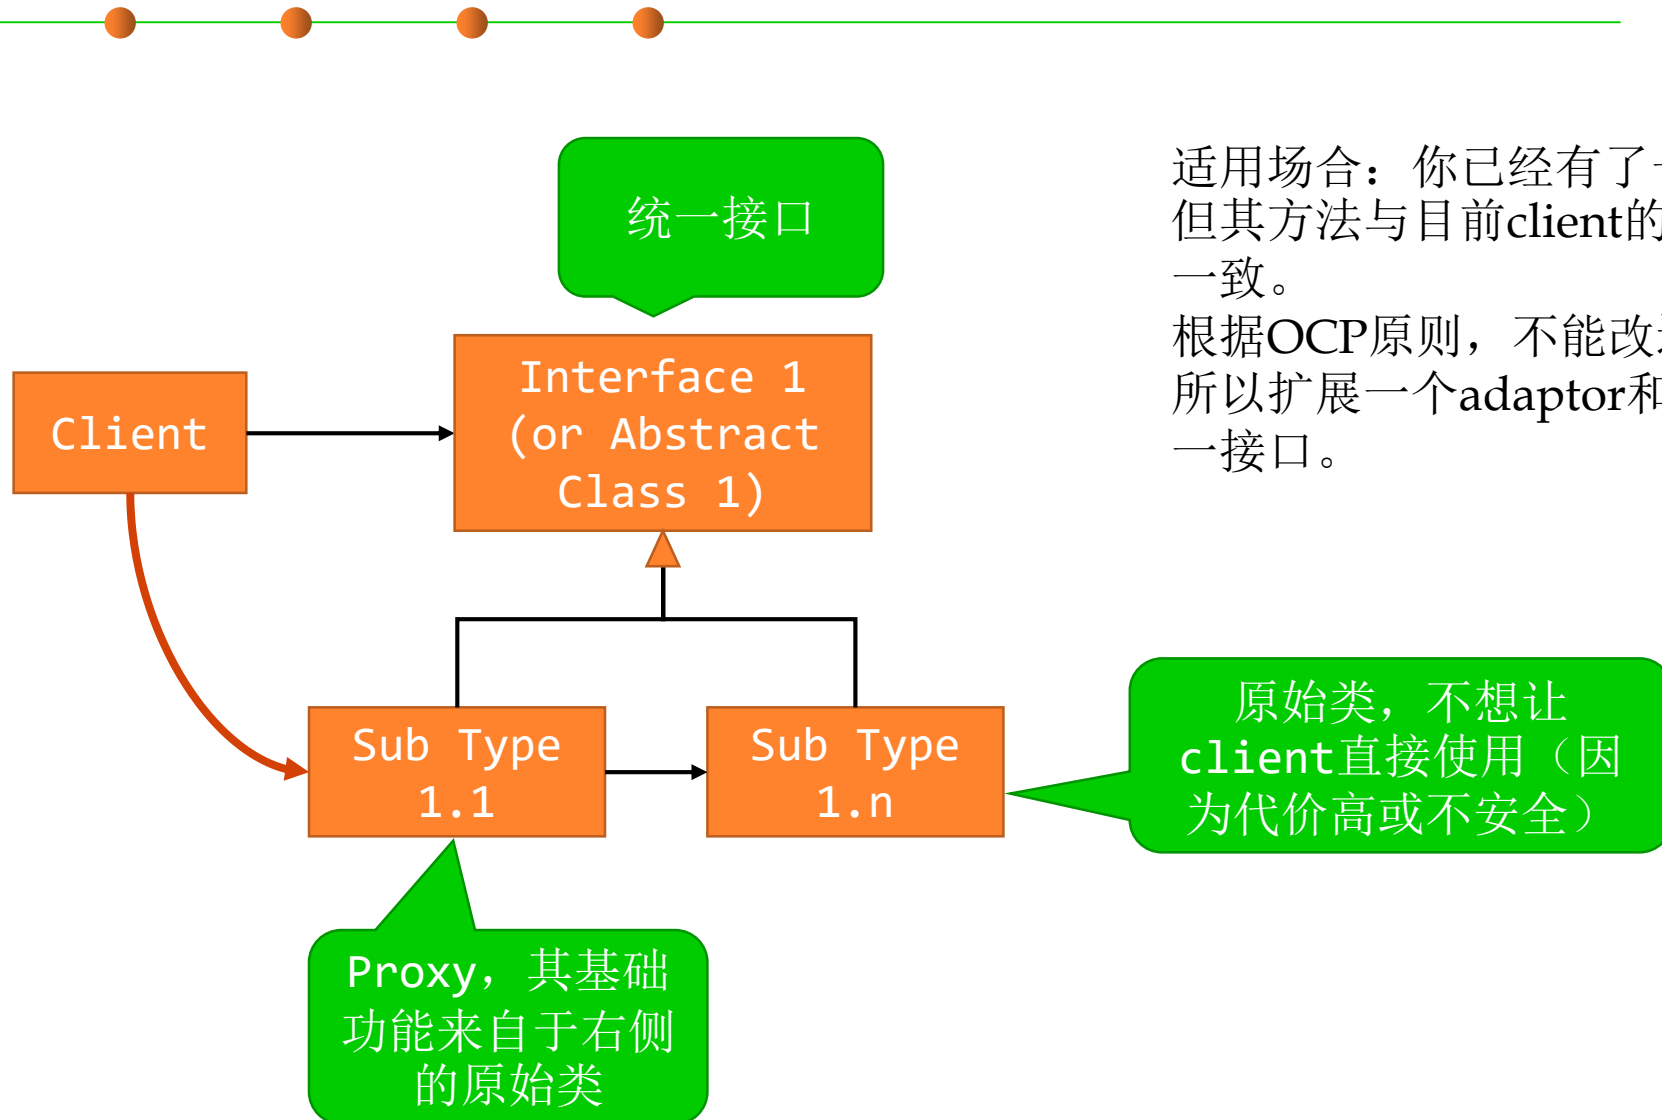 统一接口
适用场合：你已经有了
但其方法与目前client的
一致。
根据OCP原则，不能改
所以扩展一个adaptor和
一接口。
Interface 1
(or Abstract
Class 1)
Client
Sub Type
1.1
Sub Type
1.n
原始类，不想让
client直接使用（因
为代价高或不安全）
Proxy，其基础
功能来自于右侧
的原始类